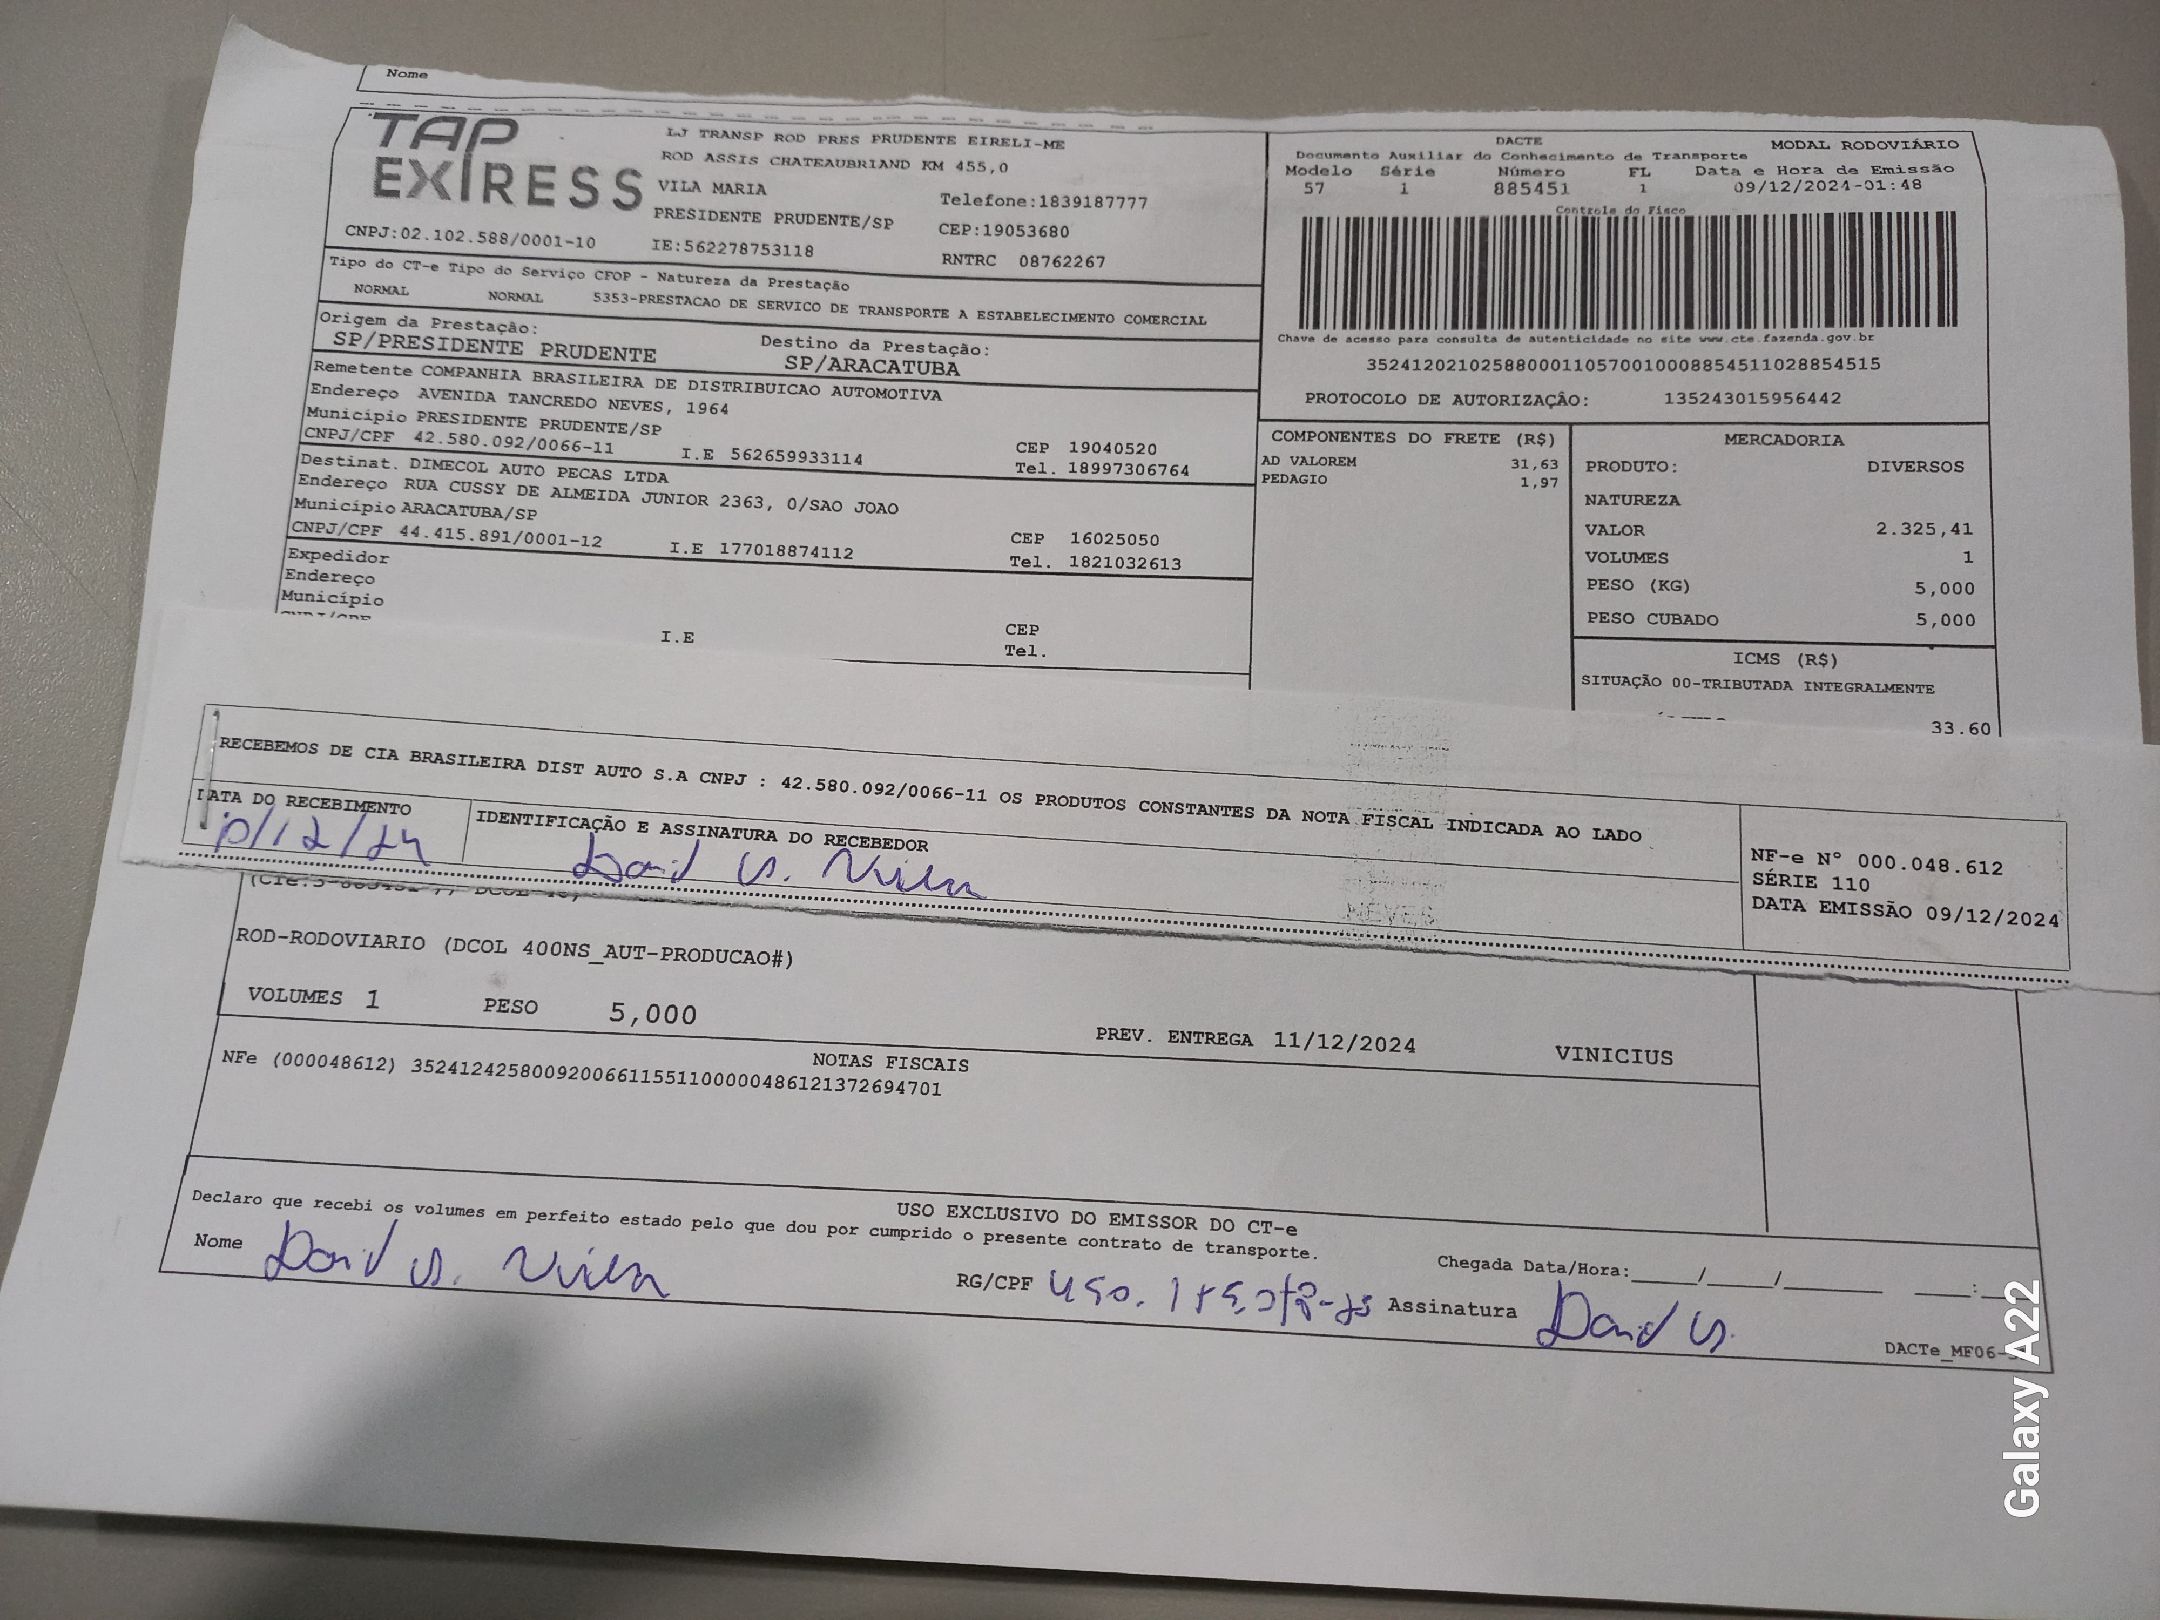 Nome
TAP
EXPRESS
LJ TRANSP ROD PRES PRUDENTE EIRELI-ME
ROD ASSIS CHATEAUBRIAND KM 455,0
VILA MARIA
Telefone:1839187777
PRESIDENTE PRUDENTE/SP
CEP:19053680
CNPJ:02.102.588/0001-10
IE:562278753118
RNTRC 08762267
DACTE
MODAL RODOVIÁRIO
Documento Auxiliar do Conhecimento de Transporte
Modelo Série Número FL Data e Hora de Emissão
57 1 885451 1 09/12/2024-01:48
Controle do Fisco
Chave de acesso para consulta de autenticidade no site www.cte.fazenda.gov.br
35241202102588000110570010008854511028854515
PROTOCOLO DE AUTORIZAÇÃO: 135243015956442
Tipo do CT-e Tipo do Serviço CFOP - Natureza da Prestação
NORMAL NORMAL 5353-PRESTACAO DE SERVICO DE TRANSPORTE A ESTABELECIMENTO COMERCIAL
Origem da Prestação: Destino da Prestação:
SP/PRESIDENTE PRUDENTE SP/ARACATUBA
Remetente COMPANHIA BRASILEIRA DE DISTRIBUICAO AUTOMOTIVA
Endereço AVENIDA TANCREDO NEVES, 1964
Município PRESIDENTE PRUDENTE/SP CEP 19040520
CNPJ/CPF 42.580.092/0066-11 I.E 562659933114 Tel. 18997306764
Destinat. DIMECOL AUTO PECAS LTDA
Endereço RUA CUSSY DE ALMEIDA JUNIOR 2363, 0/SAO JOAO
Município ARACATUBA/SP CEP 16025050
CNPJ/CPF 44.415.891/0001-12 I.E 177018874112 Tel. 1821032613
Expedidor
Endereço
Município CEP
I.E Tel.
COMPONENTES DO FRETE (R$)
AD VALOREM 31,63
PEDAGIO 1,97
MERCADORIA
PRODUTO: DIVERSOS
NATUREZA
VALOR 2.325,41
VOLUMES 1
PESO (KG) 5,000
PESO CUBADO 5,000
ICMS (R$)
SITUAÇÃO 00-TRIBUTADA INTEGRALMENTE
33.60
RECEBEMOS DE CIA BRASILEIRA DIST AUTO S.A CNPJ : 42.580.092/0066-11 OS PRODUTOS CONSTANTES DA NOTA FISCAL INDICADA AO LADO
DATA DO RECEBIMENTO IDENTIFICAÇÃO E ASSINATURA DO RECEBEDOR
/12/24 David
NF-e N° 000.048.612
SÉRIE 110
DATA EMISSÃO 09/12/2024
ROD-RODOVIARIO (DCOL 400NS_AUT-PRODUCAO#)
VOLUMES 1 PESO 5,000 PREV. ENTREGA 11/12/2024 VINICIUS
NOTAS FISCAIS
NFe (000048612) 35241242580092006611551100000486121372694701
USO EXCLUSIVO DO EMISSOR DO CT-e
Declaro que recebi os volumes em perfeito estado pelo que dou por cumprido o presente contrato de transporte.
Chegada Data/Hora:____/____/______ ___:__
Nome David RG/CPF Assinatura David
DACTe_MF06-
Galaxy A22